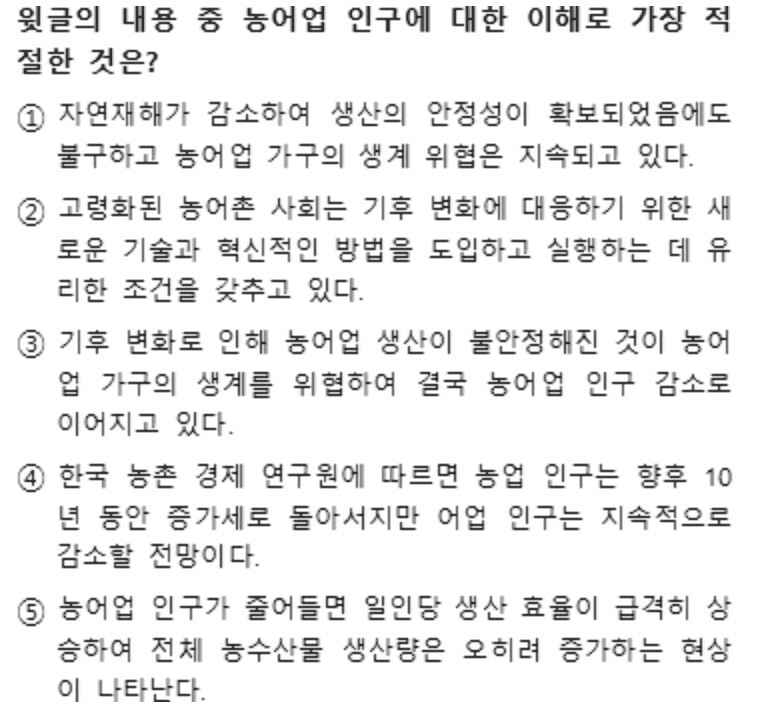 윗글의 내용 중 농어업 인구에 대한 이해로 가장 적
절한 것은?
① 자연재해가 감소하여 생산의 안정성이 확보되었음에도
불구하고 농어업 가구의 생계 위협은 지속되고 있다.
② 고령화된 농어촌 사회는 기후 변화에 대응하기 위한 새
로운 기술과 혁신적인 방법을 도입하고 실행하는 데 유
리한 조건을 갖추고 있다.
③ 기후 변화로 인해 농어업 생산이 불안정해진 것이 농어
업 가구의 생계를 위협하여 결국 농어업 인구 감소로
이어지고 있다.
④ 한국 농촌 경제 연구원에 따르면 농업 인구는 향후 10
년 동안 증가세로 돌아서지만 어업 인구는 지속적으로
감소할 전망이다.
⑤ 농어업 인구가 줄어들면 일인당 생산 효율이 급격히 상
승하여 전체 농수산물 생산량은 오히려 증가하는 현상
이 나타난다.